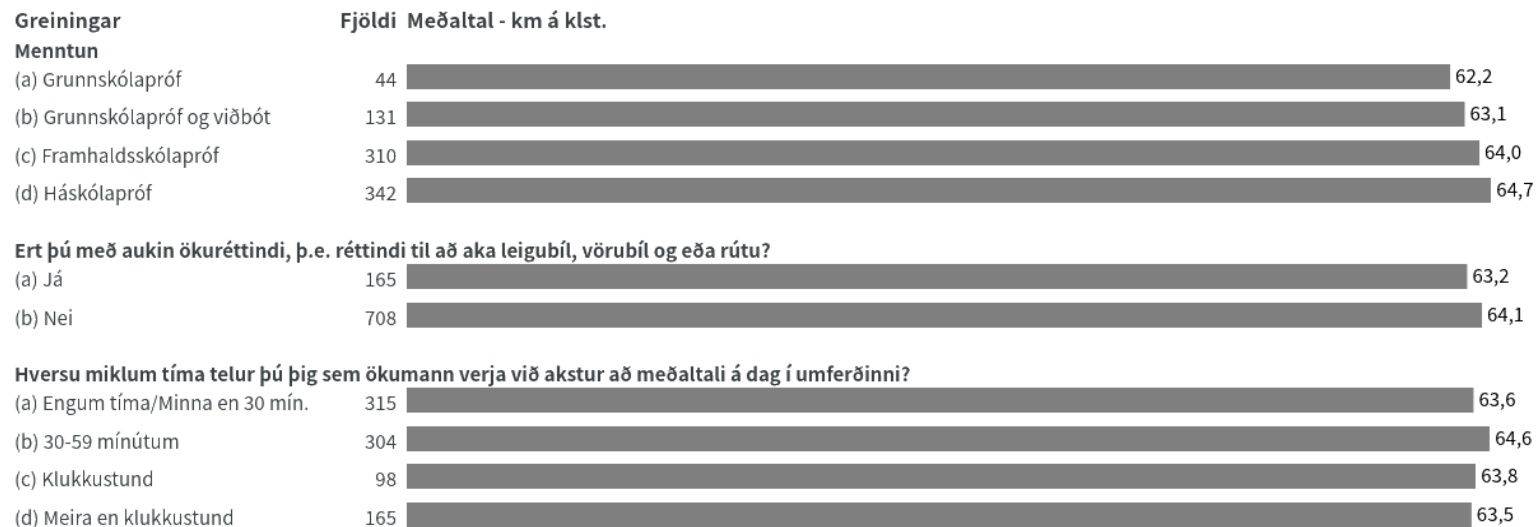 Greiningar Fjöldi Meðaltal - km á klst.
Menntun
(a) Grunnskólapróf 44 62,2
(b) Grunnskólapróf og viðbót 131 63,1
(c) Framhaldsskólapróf 310 64,0
(d) Háskólapróf 342 64,7
Ert þú með aukin ökuréttindi, þ.e. réttindi til að aka leigubíl, vörubíl og eða rútu?
(a) Já 165 63,2
(b) Nei 708 64,1
Hversu miklum tíma telur þú þig sem ökumann verja við akstur að meðaltali á dag í umferðinni?
(a) Engum tíma/Minna en 30 mín. 315 63,6
(b) 30-59 mínútum 304 64,6
(c) Klukkustund 98 63,8
(d) Meira en klukkustund 165 63,5